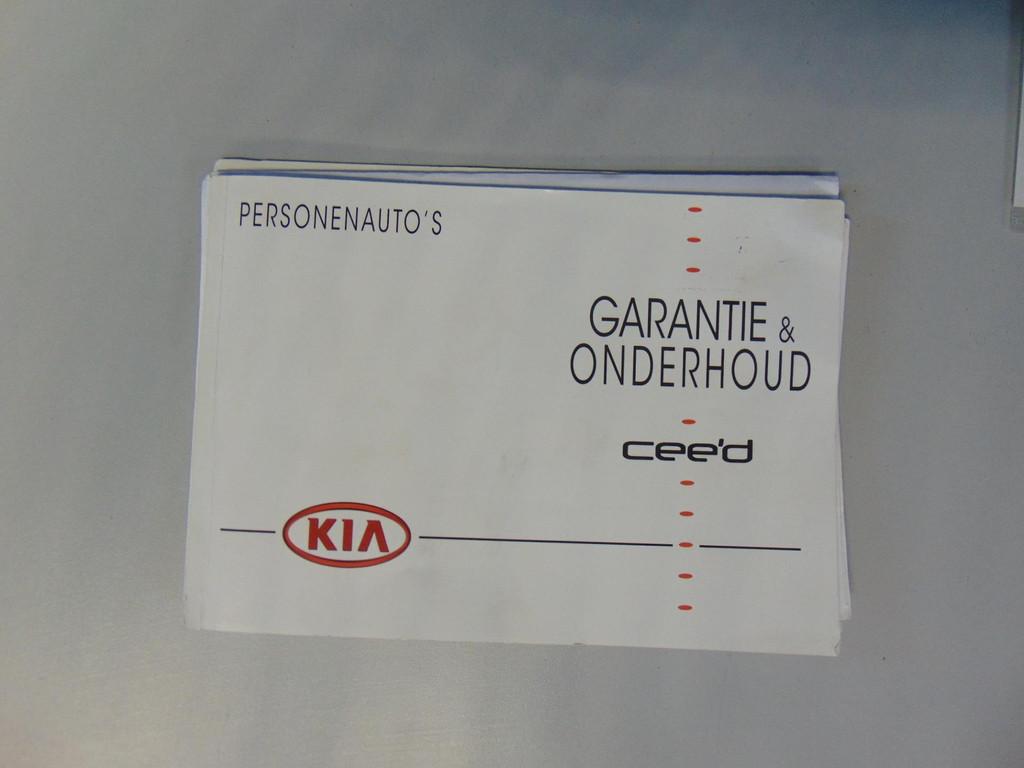 PERSONENAUTO'S
GARANTIE &
ONDERHOUD
cee'd
KIA